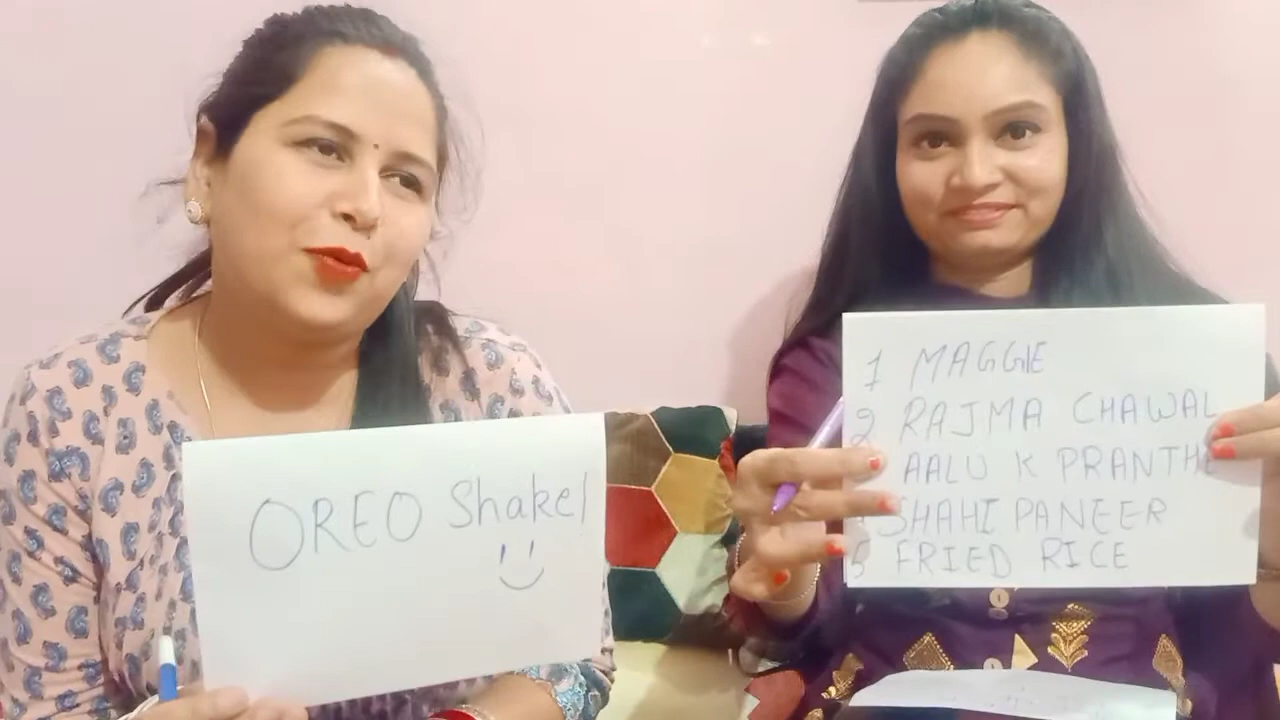 OREO Shake!
1 MAGGIE
2 RAJMA CHAWAL
AALU K PRANTHE
SHAHI PANEER
5 FRIED RICE